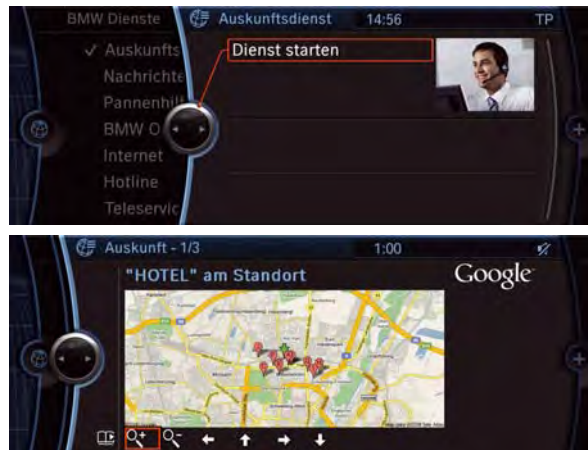 BMW Dienste
Auskunftsdienst 14:56 TP
Auskunfts
Dienst starten
Nachrichte
Pannenhil
BMW O
Internet
Hotline
Teleservic
Auskunft - 1/3 1:00
"HOTEL" am Standort
Google